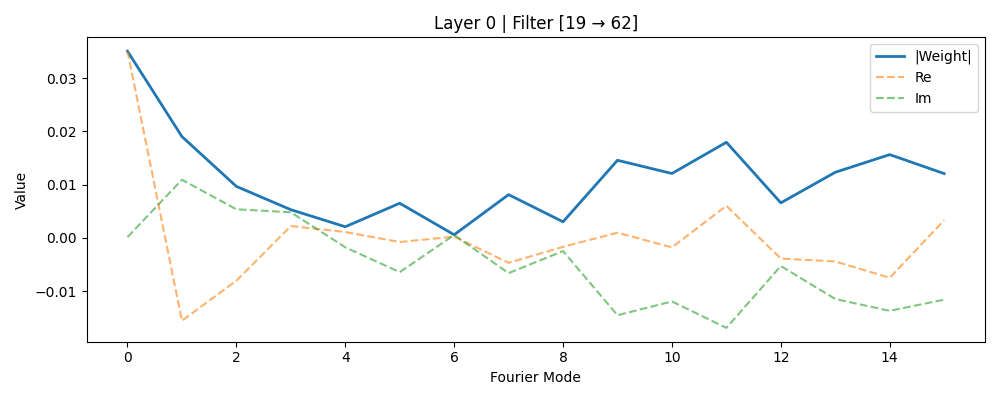 Layer 0 | Filter [19 → 62]
|Weight|
Re
Im
Value
0.03
0.02
0.01
0.00
−0.01
0 2 4 6 8 10 12 14
Fourier Mode